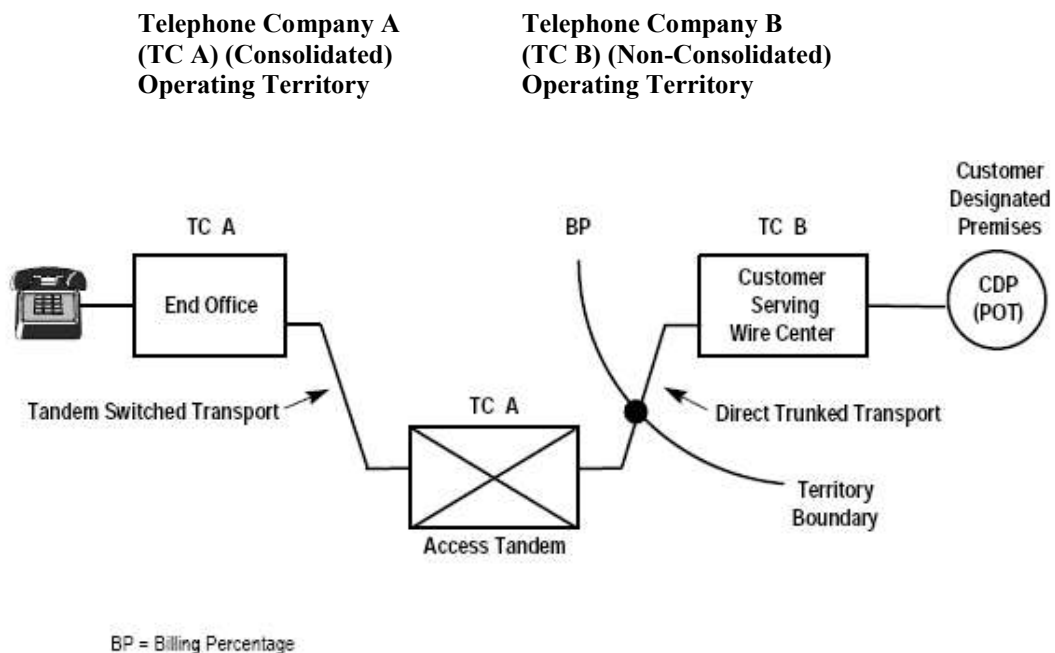 Telephone Company A
(TC A) (Consolidated)
Operating Territory
Telephone Company B
(TC B) (Non-Consolidated)
Operating Territory
Customer
Designated
Premises
TC A
BP
TC B
End Office
Customer
Serving
Wire Center
CDP
(POT)
Tandem Switched Transport
TC A
Direct Trunked Transport
Access Tandem
Territory
Boundary
BP = Billing Percentage